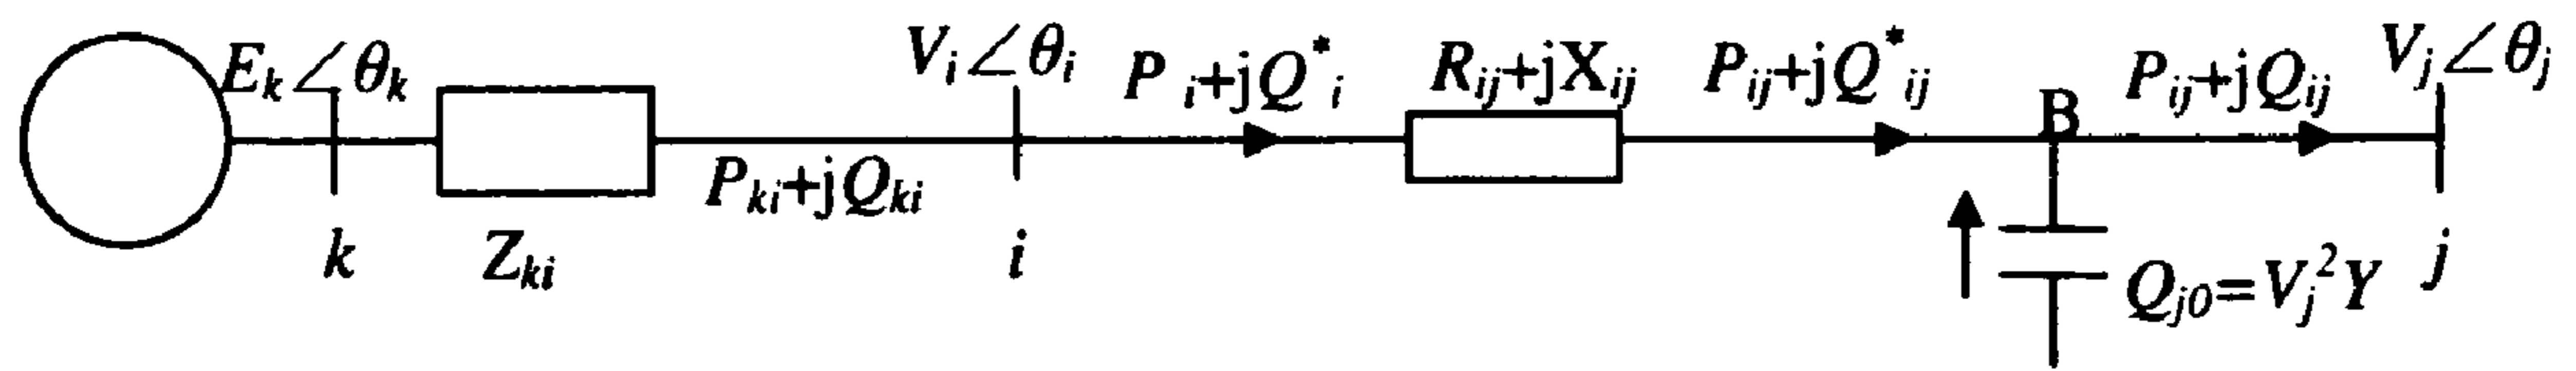 E_k∠θ_k
V_i∠θ_i
P_i+jQ^*_i
R_ij+jX_ij
P_ij+jQ^*_ij
B
P_ij+jQ_ij
V_j∠θ_j
P_ki+jQ_ki
k
Z_ki
i
Q_j0=V_j^2Y
j